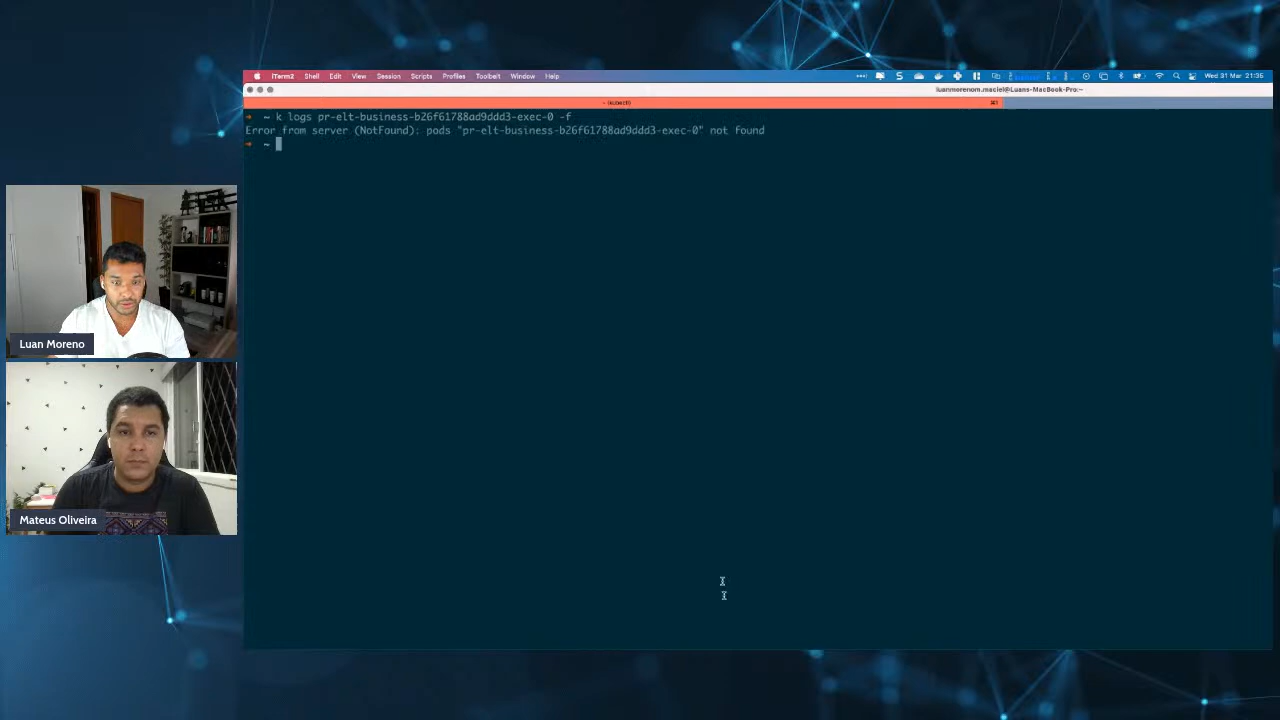 iTerm2 Shell Edit View Session Scripts Profiles Toolbelt Window Help
Wed 31 Mar 21:35
luanmorenom.maciel@Luans-MacBook-Pro:~
~ (kubectl)
~ k logs pr-elt-business-b26f61788ad9ddd3-exec-0 -f
Error from server (NotFound): pods "pr-elt-business-b26f61788ad9ddd3-exec-0" not found
~
Luan Moreno
Mateus Oliveira